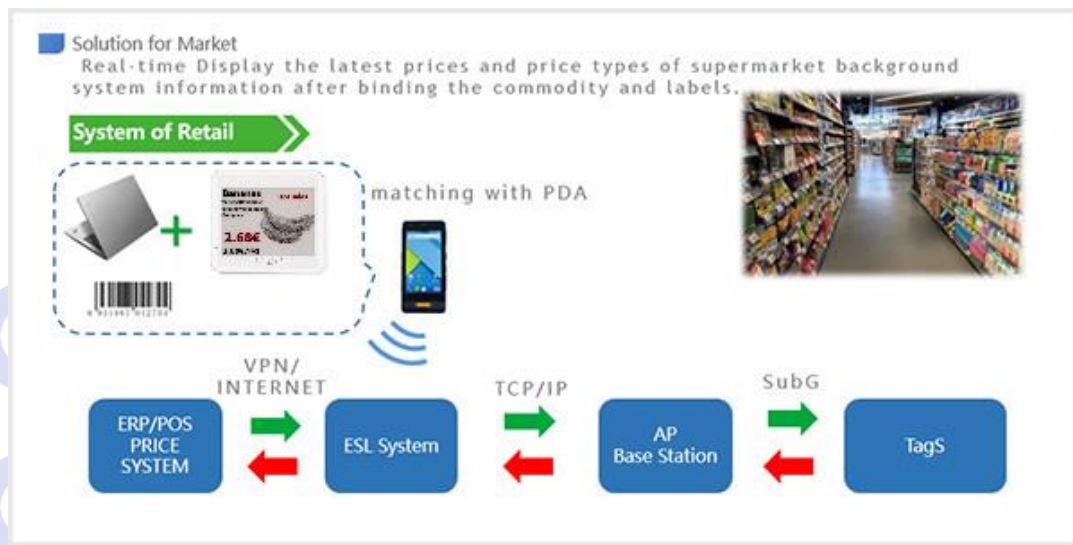 Solution for Market
Real-time Display the latest prices and price types of supermarket background
system information after binding the commodity and labels.
System of Retail
matching with PDA
Bananas
1.68€
VPN/
INTERNET
TCP/IP
SubG
ERP/POS
PRICE
SYSTEM
ESL System
AP
Base Station
TagS